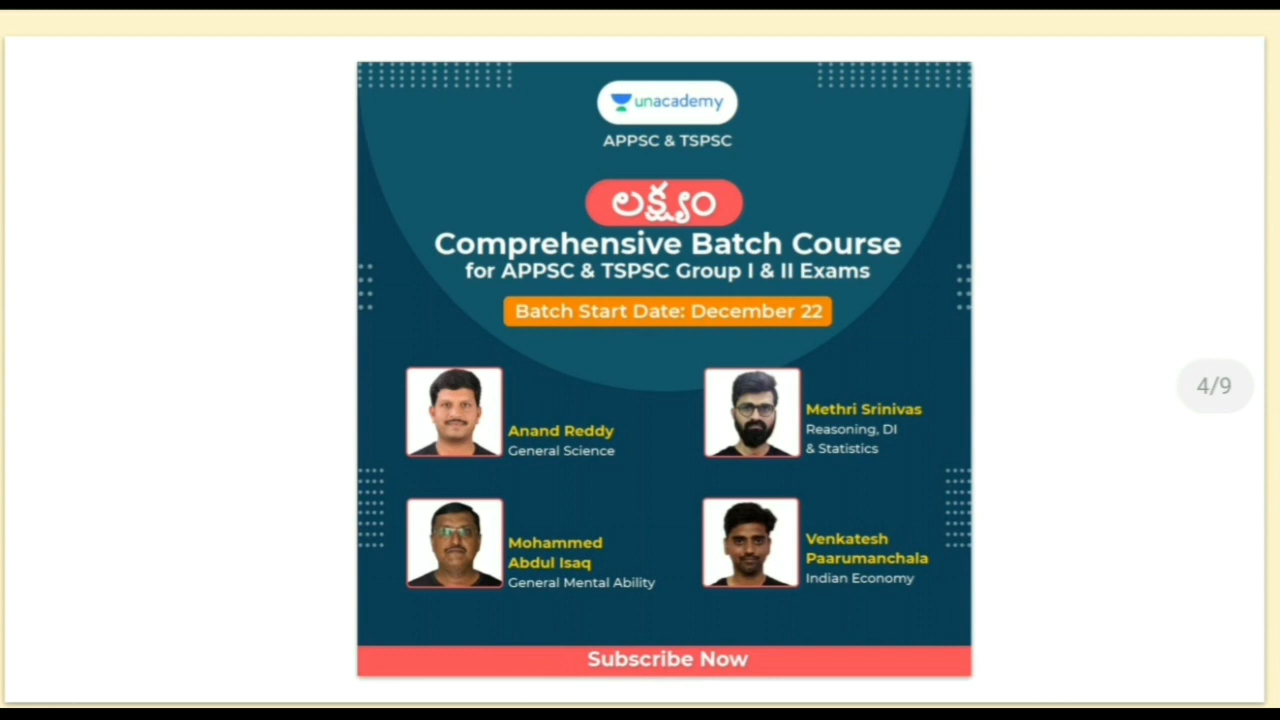 unacademy
APPSC & TSPSC
లక్ష్యం
Comprehensive Batch Course
for APPSC & TSPSC Group I & II Exams
Batch Start Date: December 22
Anand Reddy
General Science
Methri Srinivas
Reasoning, DI
& Statistics
Mohammed
Abdul Isaq
General Mental Ability
Venkatesh
Paarumanchala
Indian Economy
Subscribe Now
4/9